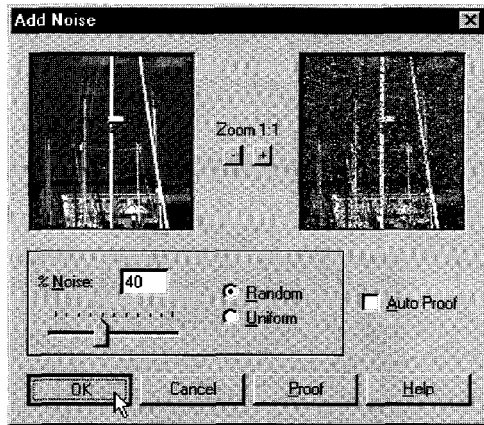 Add Noise
Zoom 1:1
- +
% Noise: 40
Random
Uniform
Auto Proof
OK Cancel Proof Help